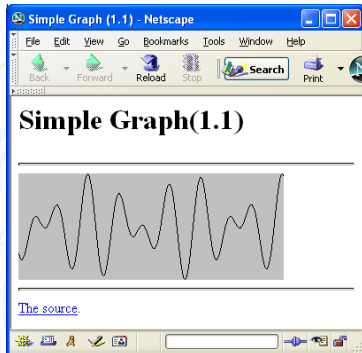 Simple Graph (1.1) - Netscape
File Edit View Go Bookmarks Tools Window Help
Back Forward Reload Stop Search Print N
Simple Graph(1.1)
The source.